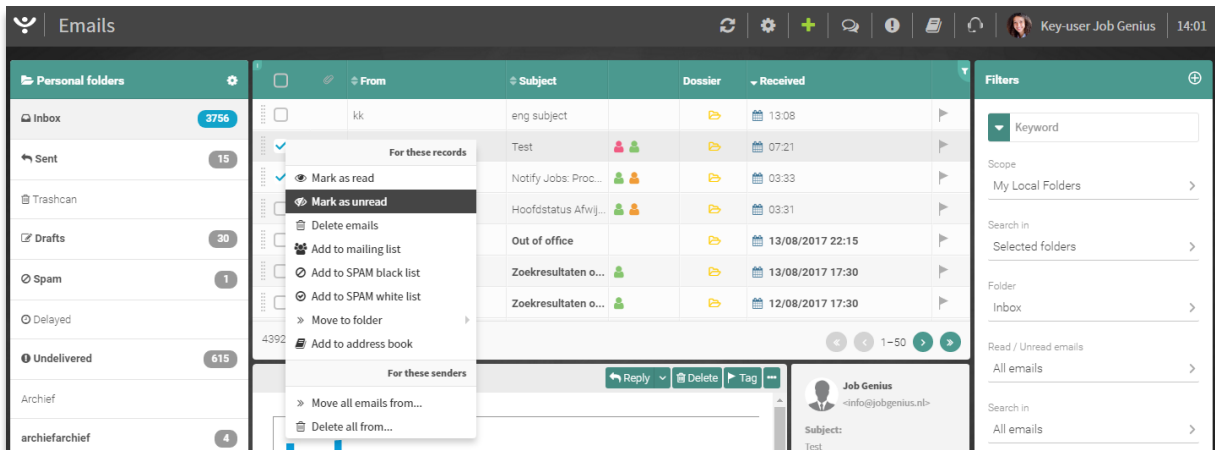 Emails
Key-user Job Genius
14:01
Personal folders
Inbox 3756
Sent 15
Trashcan
Drafts 30
Spam 1
Delayed
Undelivered 615
Archief
archiefarchief 4
From Subject Dossier Received
kk eng subject 13:08
Test 07:21
Notify Jobs: Proc... 03:33
Hoofdstatus Afwij... 03:31
Out of office 13/08/2017 22:15
Zoekresultaten o... 13/08/2017 17:30
Zoekresultaten o... 12/08/2017 17:30
4392
1-50
For these records
Mark as read
Mark as unread
Delete emails
Add to mailing list
Add to SPAM black list
Add to SPAM white list
» Move to folder
Add to address book
For these senders
» Move all emails from...
Delete all from...
Reply Delete Tag
Job Genius
<info@jobgenius.nl>
Subject:
Test
Filters
Keyword
Scope
My Local Folders
Search in
Selected folders
Folder
Inbox
Read / Unread emails
All emails
Search in
All emails